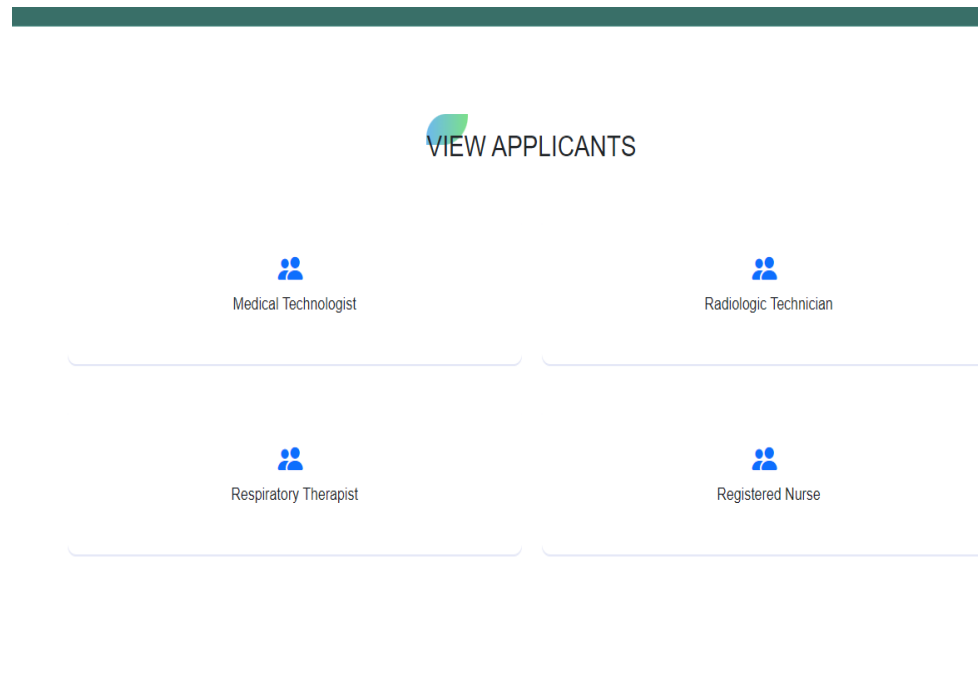 VIEW APPLICANTS
Medical Technologist
Radiologic Technician
Respiratory Therapist
Registered Nurse